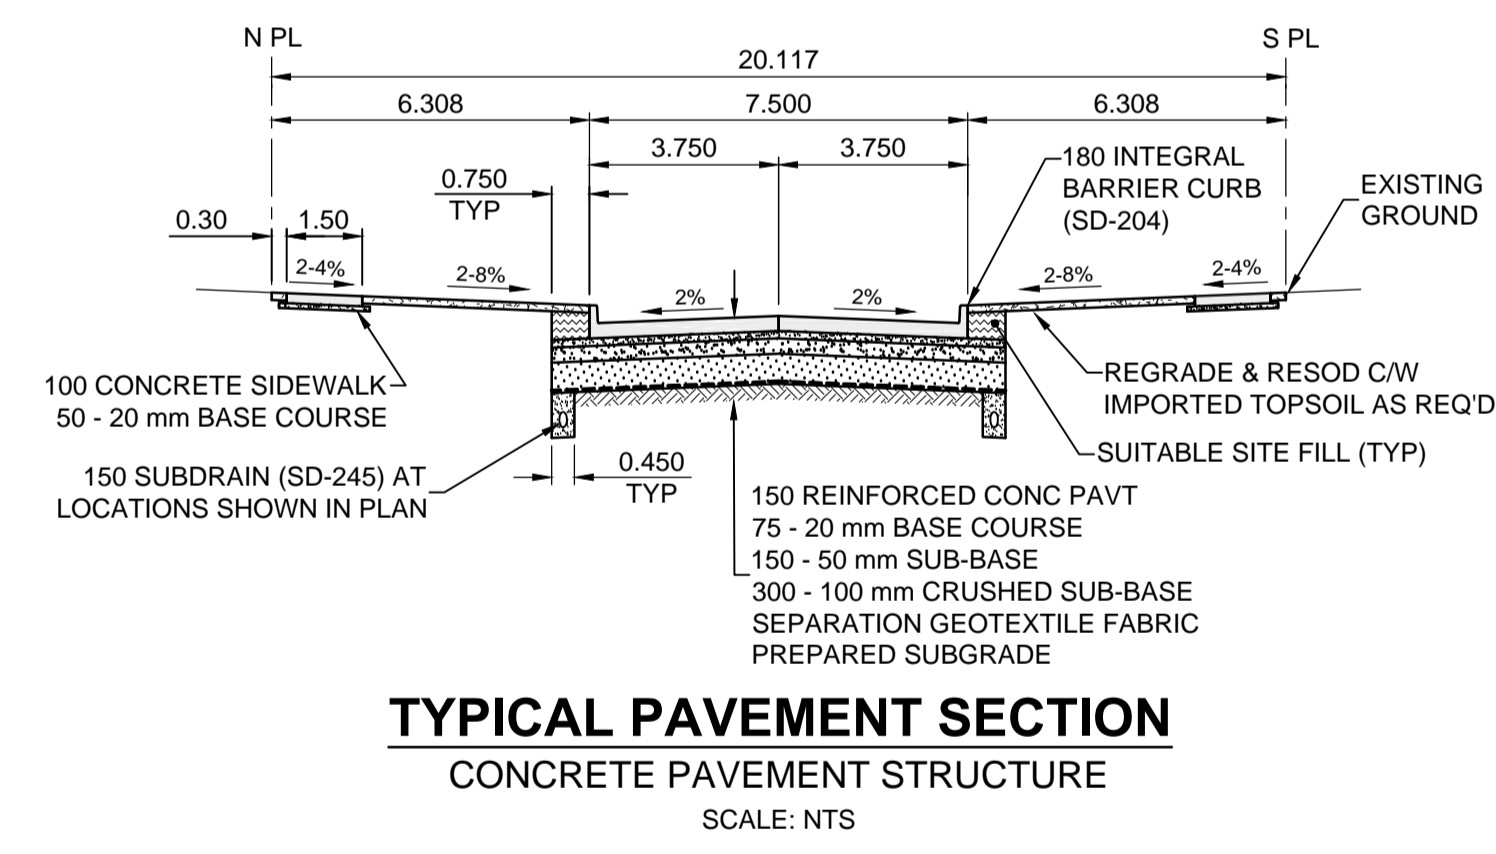 N PL
S PL
20.117
6.308
7.500
6.308
3.750
3.750
180 INTEGRAL
BARRIER CURB
(SD-204)
0.750
TYP
EXISTING
GROUND
0.30
1.50
2-4%
2-8%
2%
2%
2-8%
2-4%
100 CONCRETE SIDEWALK
50 - 20 mm BASE COURSE
REGRADE & RESOD C/W
IMPORTED TOPSOIL AS REQ'D
SUITABLE SITE FILL (TYP)
150 SUBDRAIN (SD-245) AT
LOCATIONS SHOWN IN PLAN
0.450
TYP
150 REINFORCED CONC PAVT
75 - 20 mm BASE COURSE
150 - 50 mm SUB-BASE
300 - 100 mm CRUSHED SUB-BASE
SEPARATION GEOTEXTILE FABRIC
PREPARED SUBGRADE
TYPICAL PAVEMENT SECTION
CONCRETE PAVEMENT STRUCTURE
SCALE: NTS